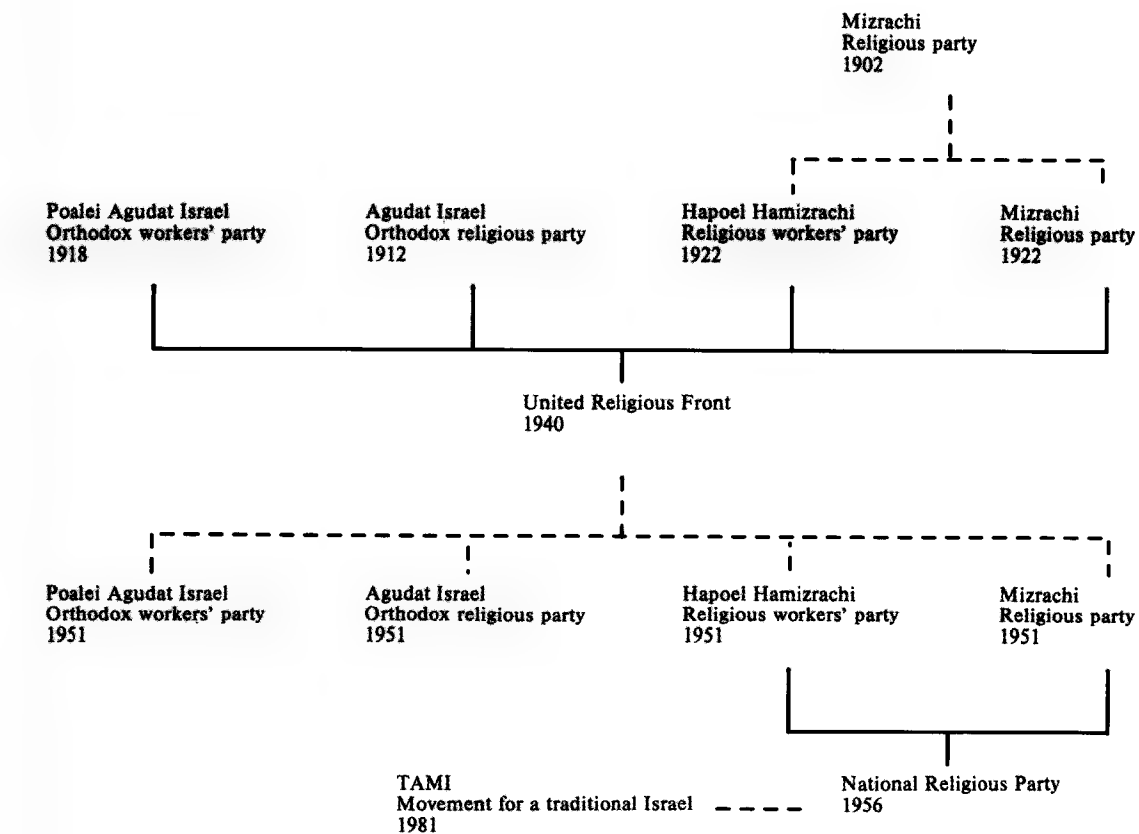 Mizrachi
Religious party
1902
Poalei Agudat Israel
Orthodox workers' party
1918
Agudat Israel
Orthodox religious party
1912
Hapoel Hamizrachi
Religious workers' party
1922
Mizrachi
Religious party
1922
United Religious Front
1940
Poalei Agudat Israel
Orthodox workers' party
1951
Agudat Israel
Orthodox religious party
1951
Hapoel Hamizrachi
Religious workers' party
1951
Mizrachi
Religious party
1951
TAMI
Movement for a traditional Israel
1981
National Religious Party
1956